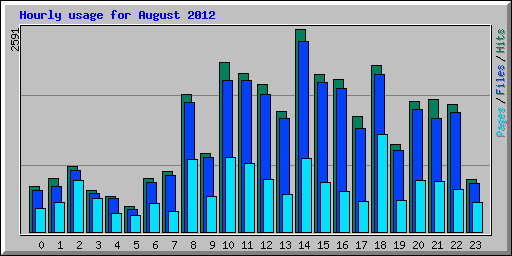 Hourly usage for August 2012
2591
Pages/Files/Hits
0 1 2 3 4 5 6 7 8 9 10 11 12 13 14 15 16 17 18 19 20 21 22 23